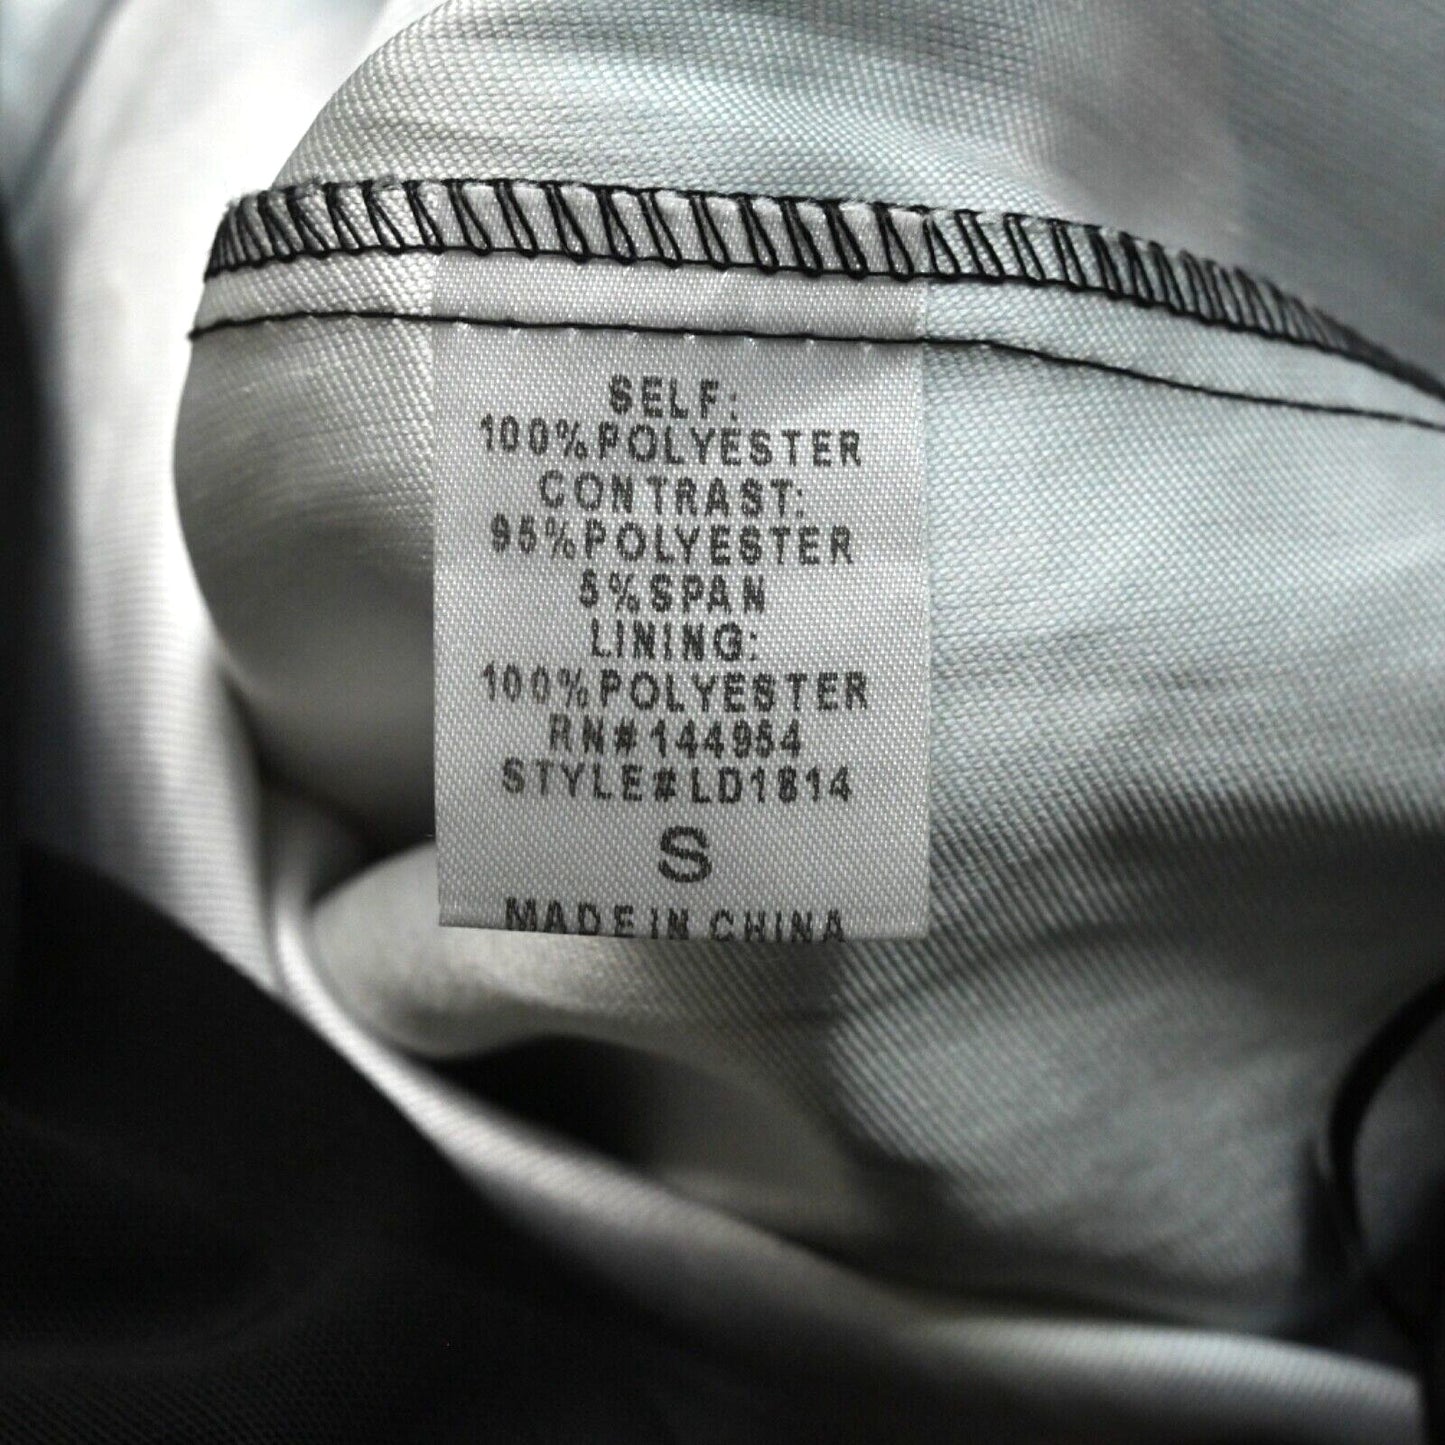 SELF:
100%POLYESTER
CONTRAST:
95%POLYESTER
5%SPAN
LINING:
100%POLYESTER
RN#144954
STYLE#LD1814
S
MADE IN CHINA